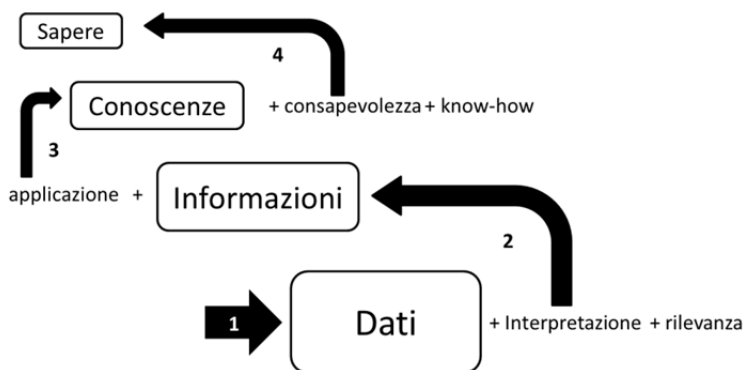 Sapere
4
Conoscenze + consapevolezza + know-how
3
applicazione + Informazioni
2
1 Dati + Interpretazione + rilevanza